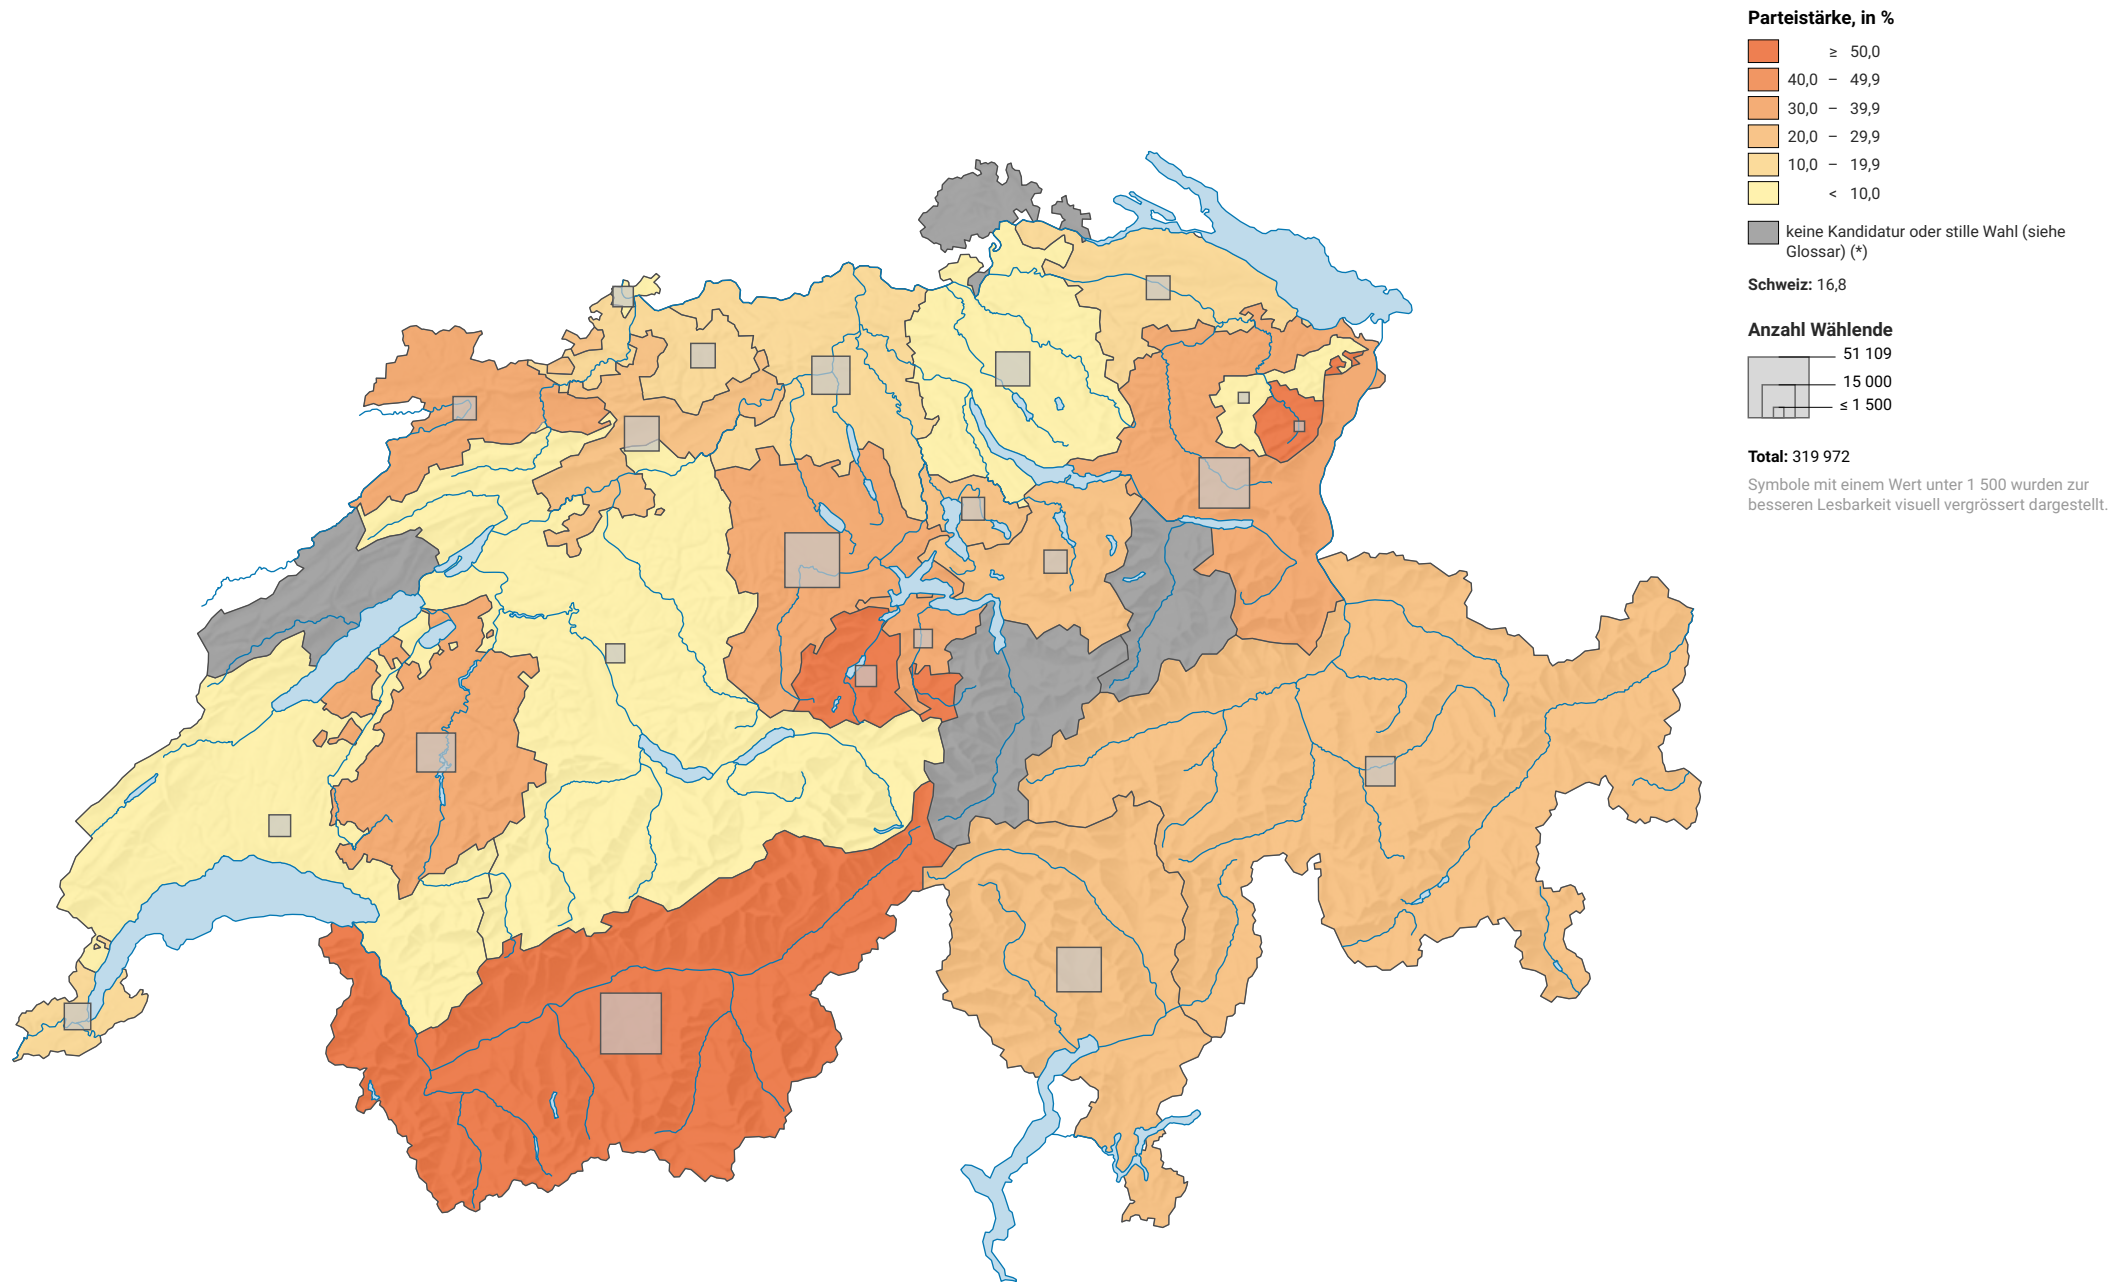 Parteistärke, in %
≥ 50,0
40,0 – 49,9
30,0 – 39,9
20,0 – 29,9
10,0 – 19,9
< 10,0
keine Kandidatur oder stille Wahl (siehe
Glossar) (*)
Schweiz: 16,8
Anzahl Wählende
51 109
15 000
≤ 1 500
Total: 319 972
Symbole mit einem Wert unter 1 500 wurden zur
besseren Lesbarkeit visuell vergrössert dargestellt.